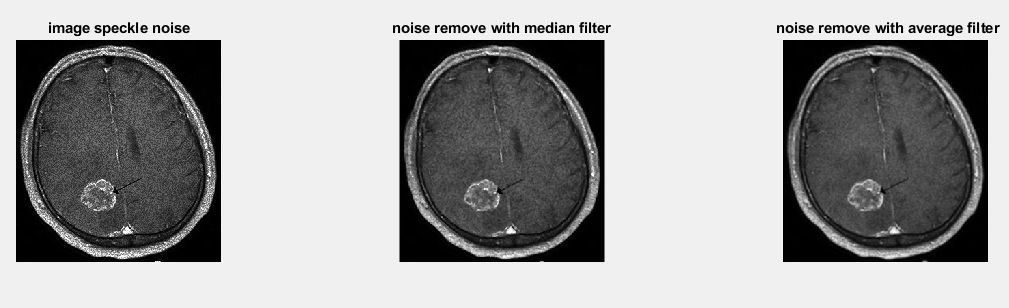 image speckle noise
noise remove with median filter
noise remove with average filter